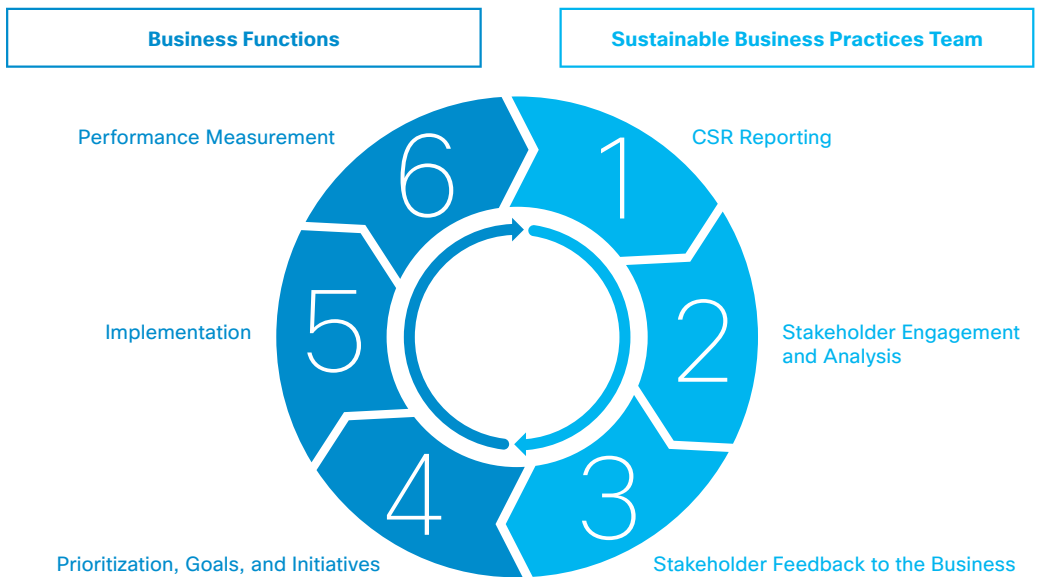 Business Functions
Sustainable Business Practices Team
Performance Measurement
6
1
CSR Reporting
Implementation
5
2
Stakeholder Engagement
and Analysis
4
3
Prioritization, Goals, and Initiatives
Stakeholder Feedback to the Business